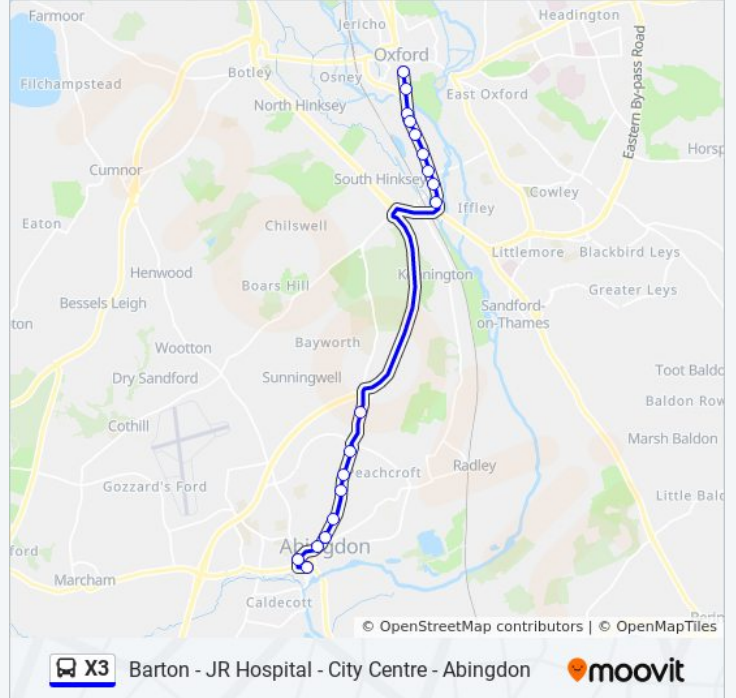 Farmoor
Jericho
Headington
Oxford
Botley
Osney
Filchampstead
East Oxford
North Hinksey
Eastern By-pass Road
Horsp
Cumnor
South Hinksey
Cowley
Iffley
Eaton
Chilswell
Littlemore
Blackbird Leys
Henwood
Kennington
Boars Hill
Greater Leys
Bessels Leigh
Sandford-
on-Thames
ton
Bayworth
Wootton
Toot Baldo
Dry Sandford
Sunningwell
Baldon Row
Cothill
Marsh Baldon
Radley
Peachcroft
Gozzard's Ford
Little Bald
Abingdon
ford
Marcham
Caldecott
© OpenStreetMap contributors | © OpenMapTiles
X3 Barton - JR Hospital - City Centre - Abingdon moovit